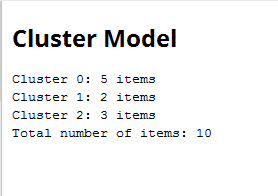 Cluster Model
Cluster 0: 5 items
Cluster 1: 2 items
Cluster 2: 3 items
Total number of items: 10